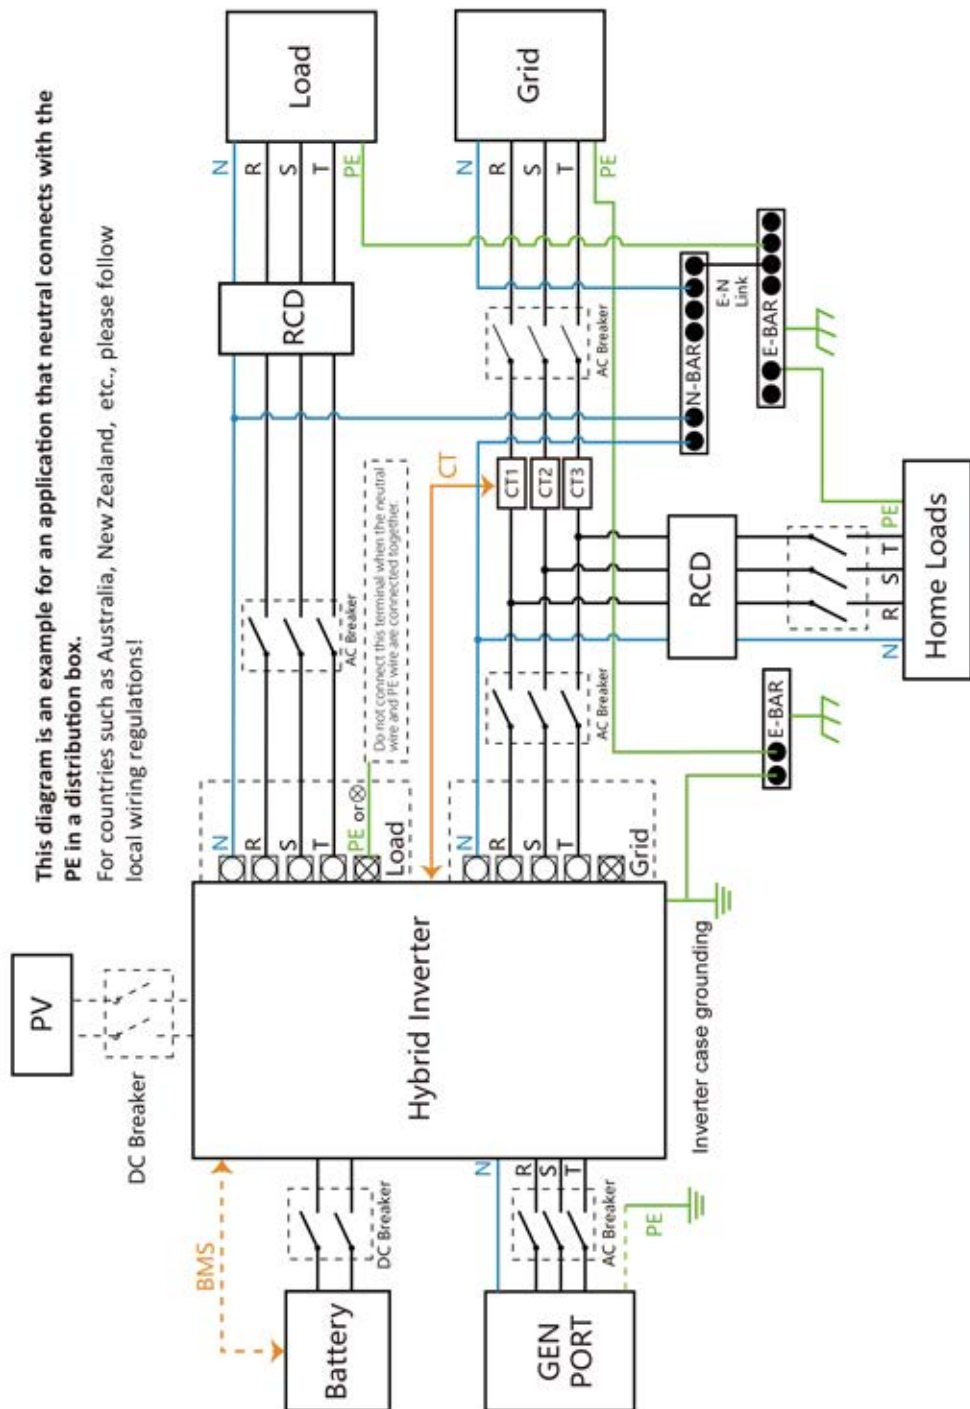 This diagram is an example for an application that neutral connects with the
PE in a distribution box.
For countries such as Australia, New Zealand, etc., please follow
local wiring regulations!
PV
DC Breaker
BMS
Battery
DC Breaker
GEN
PORT
N
R
S
T
AC Breaker
PE
Hybrid Inverter
Inverter case grounding
N
R
S
T
PE or
Load
AC Breaker
Do not connect this terminal when the neutral
wire and PE wire are connected together.
RCD
N
R
S
T
PE
Load
CT
N
R
S
T
Grid
AC Breaker
CT1
CT2
CT3
AC Breaker
N
R
S
T
PE
Grid
RCD
N
R
S
T
PE
Home Loads
N-BAR
E-N
Link
E-BAR
E-BAR